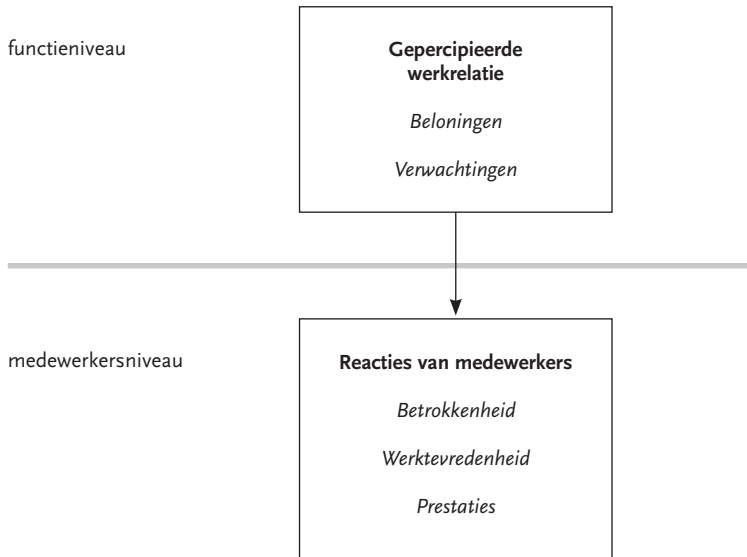 functieniveau
Gepercipieerde
werkrelatie
Beloningen
Verwachtingen
medewerkersniveau
Reacties van medewerkers
Betrokkenheid
Werktevredenheid
Prestaties